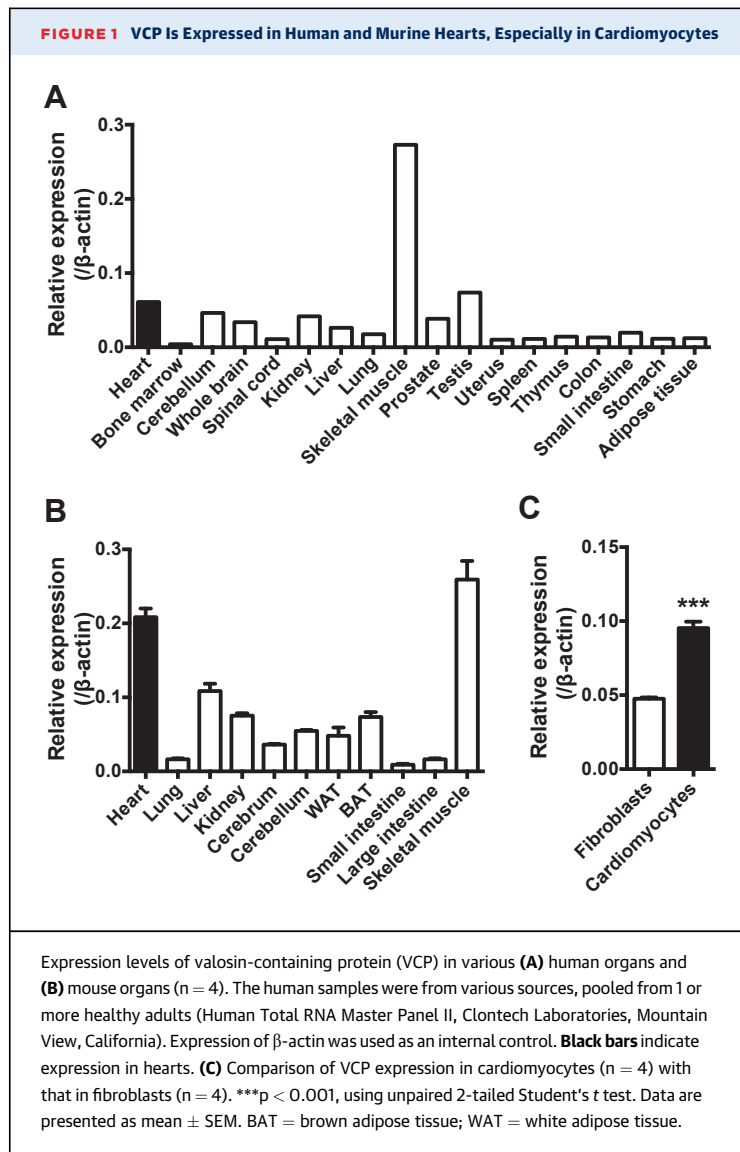 FIGURE 1 VCP Is Expressed in Human and Murine Hearts, Especially in Cardiomyocytes
A
Relative expression
(/β-actin)
0.3
0.2
0.1
0.0
Heart
Bone marrow
Cerebellum
Whole brain
Spinal cord
Kidney
Liver
Lung
Skeletal muscle
Prostate
Testis
Uterus
Spleen
Thymus
Colon
Small intestine
Stomach
Adipose tissue
B
Relative expression
(/β-actin)
0.3
0.2
0.1
0.0
Heart
Lung
Liver
Kidney
Cerebrum
Cerebellum
WAT
BAT
Small intestine
Large intestine
Skeletal muscle
C
Relative expression
(/β-actin)
0.15
0.10
0.05
0.00
***
Fibroblasts
Cardiomyocytes
Expression levels of valosin-containing protein (VCP) in various (A) human organs and
(B) mouse organs (n = 4). The human samples were from various sources, pooled from 1 or
more healthy adults (Human Total RNA Master Panel II, Clontech Laboratories, Mountain
View, California). Expression of β-actin was used as an internal control. Black bars indicate
expression in hearts. (C) Comparison of VCP expression in cardiomyocytes (n = 4) with
that in fibroblasts (n = 4). ***p < 0.001, using unpaired 2-tailed Student's t test. Data are
presented as mean ± SEM. BAT = brown adipose tissue; WAT = white adipose tissue.